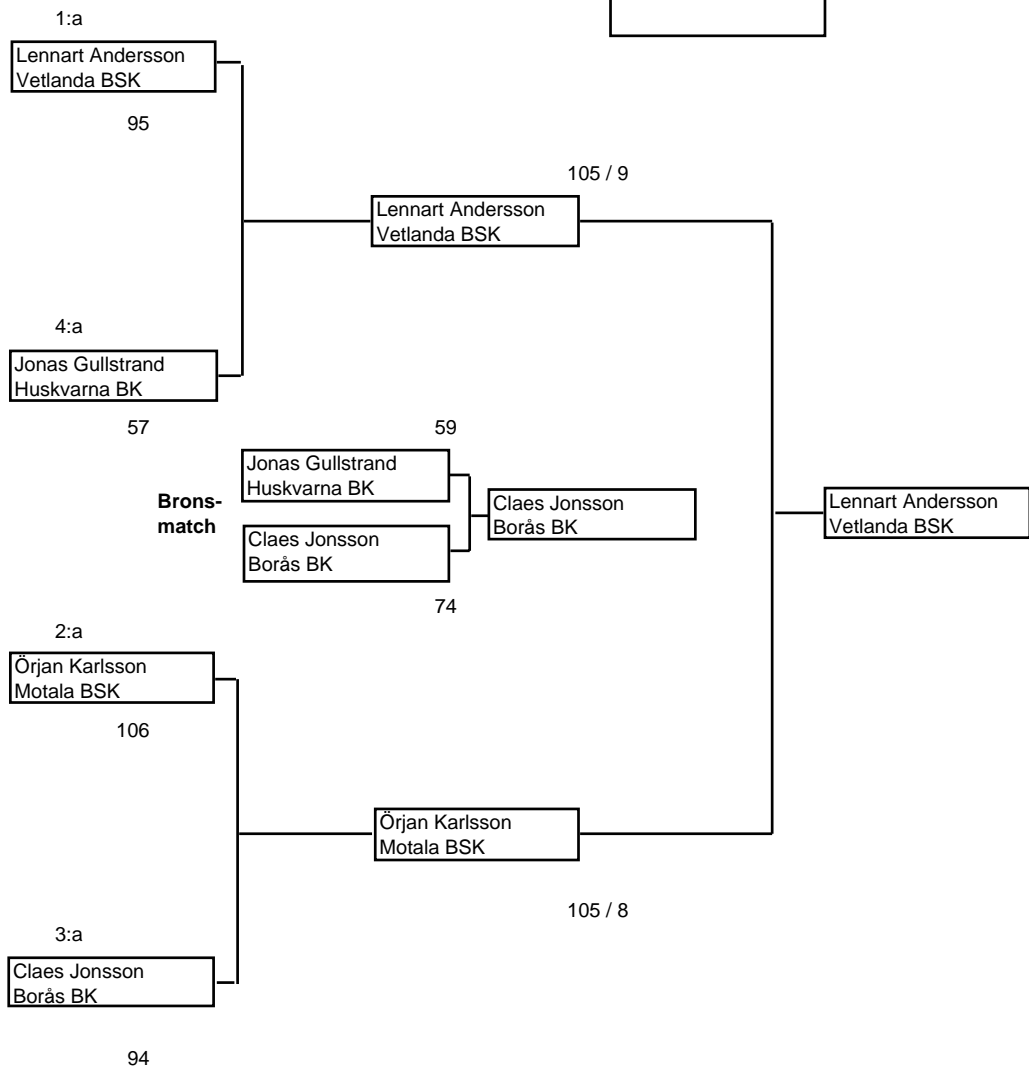 1:a
Lennart Andersson
Vetlanda BSK
95
105 / 9
Lennart Andersson
Vetlanda BSK
4:a
Jonas Gullstrand
Huskvarna BK
57
59
Jonas Gullstrand
Huskvarna BK
Brons-
match
Claes Jonsson
Borås BK
Claes Jonsson
Borås BK
74
Lennart Andersson
Vetlanda BSK
2:a
Örjan Karlsson
Motala BSK
106
Örjan Karlsson
Motala BSK
105 / 8
3:a
Claes Jonsson
Borås BK
94